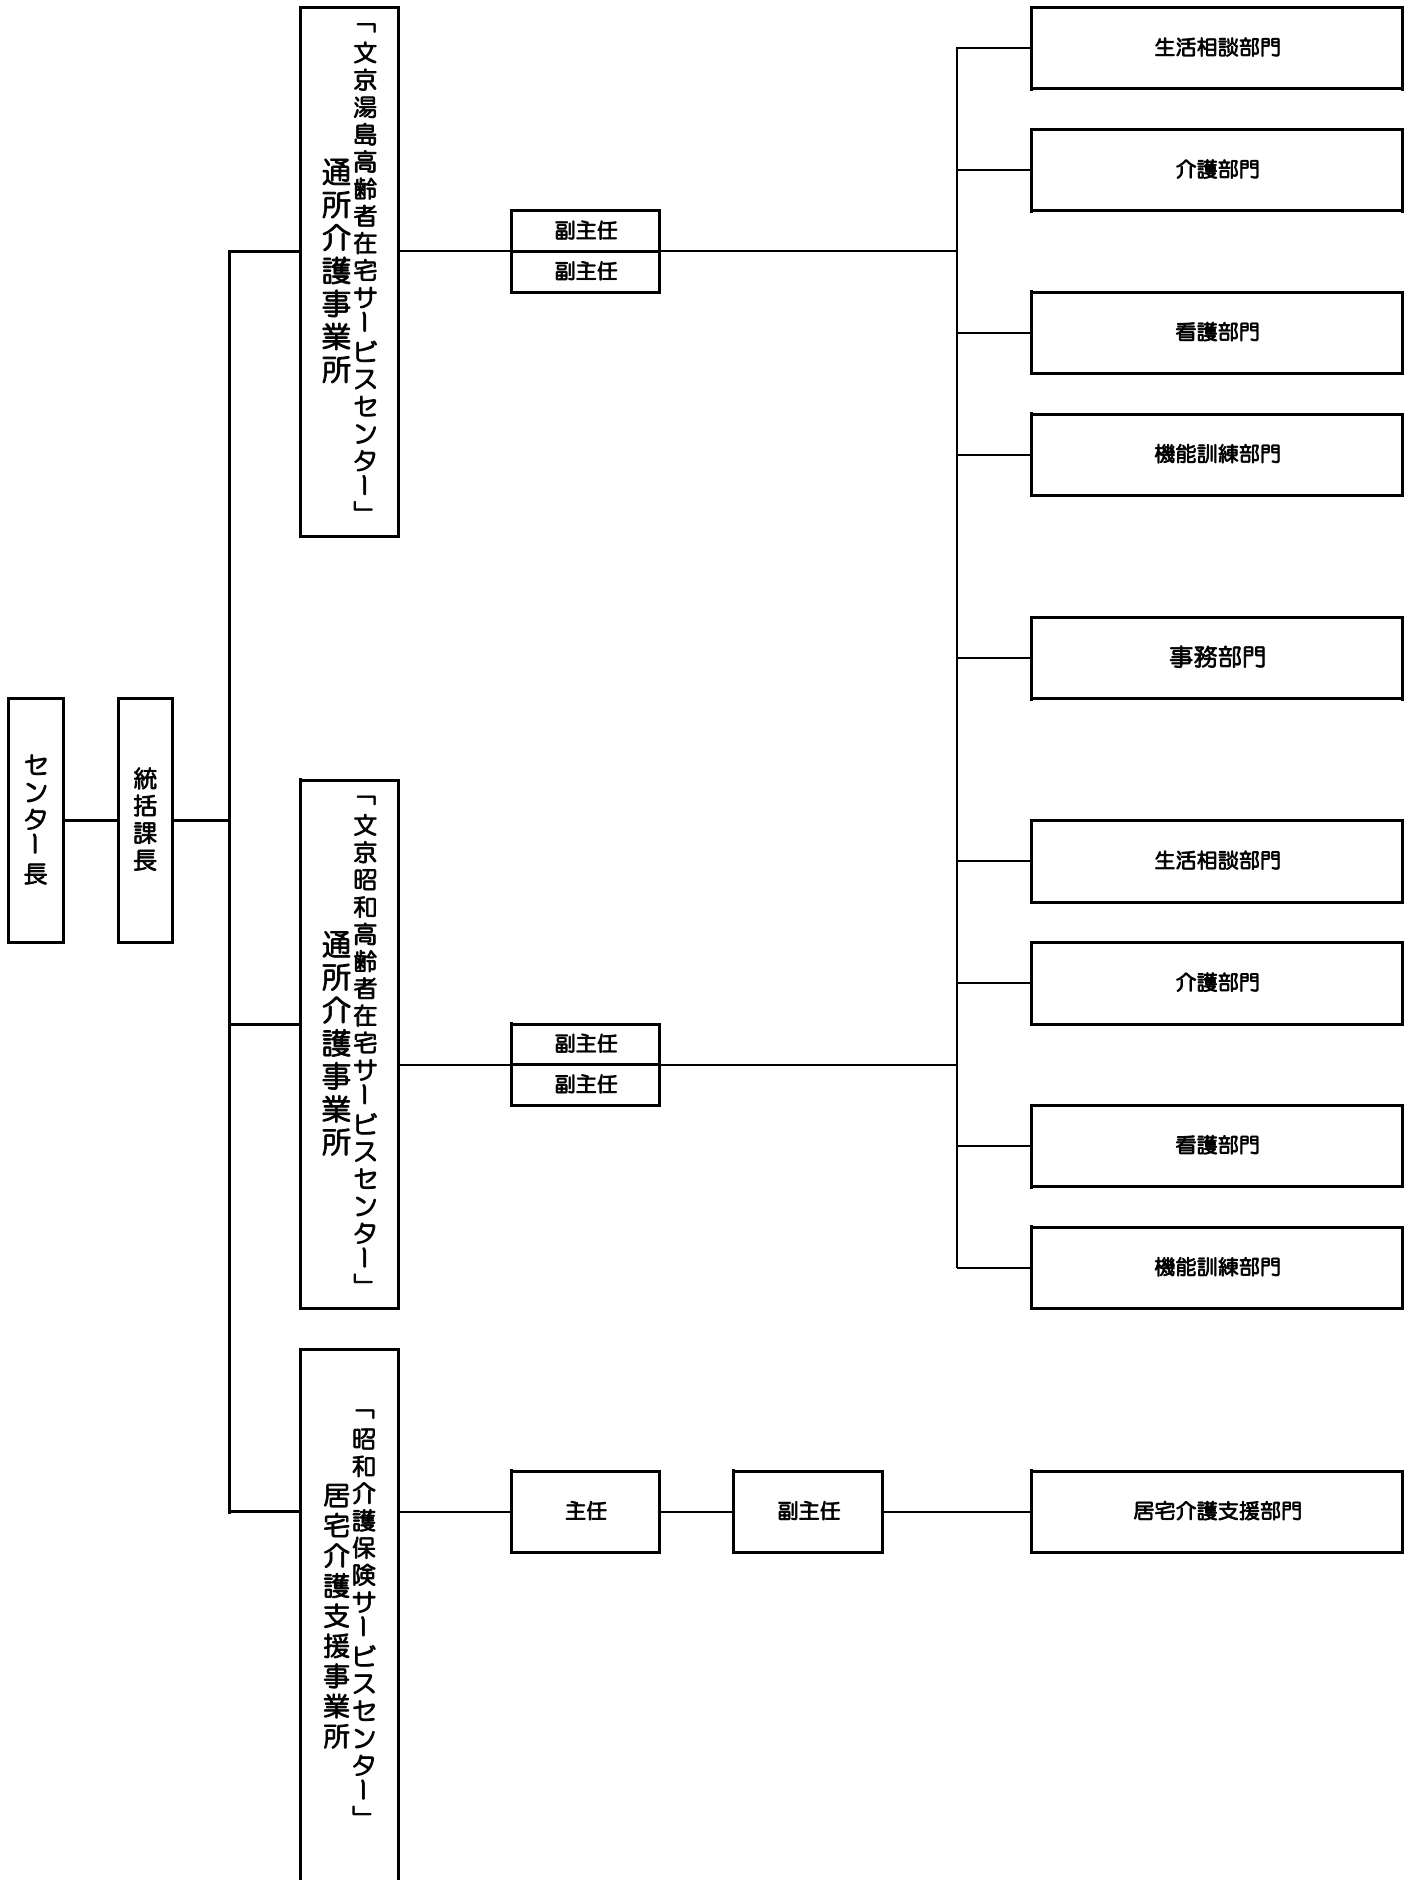 センター長
統括課長
「文京湯島高齢者在宅サービスセンター」
通所介護事業所
副主任
副主任
生活相談部門
介護部門
看護部門
機能訓練部門
事務部門
「文京昭和高齢者在宅サービスセンター」
通所介護事業所
副主任
副主任
生活相談部門
介護部門
看護部門
機能訓練部門
「昭和介護保険サービスセンター」
居宅介護支援事業所
主任
副主任
居宅介護支援部門